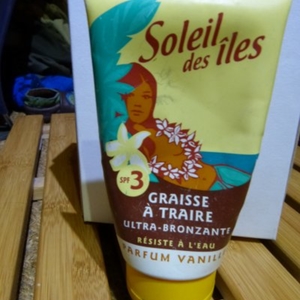 Soleil
des îles
SPF 3
GRAISSE
À TRAIRE
ULTRA-BRONZANTE
RÉSISTE À L'EAU
PARFUM VANILLE